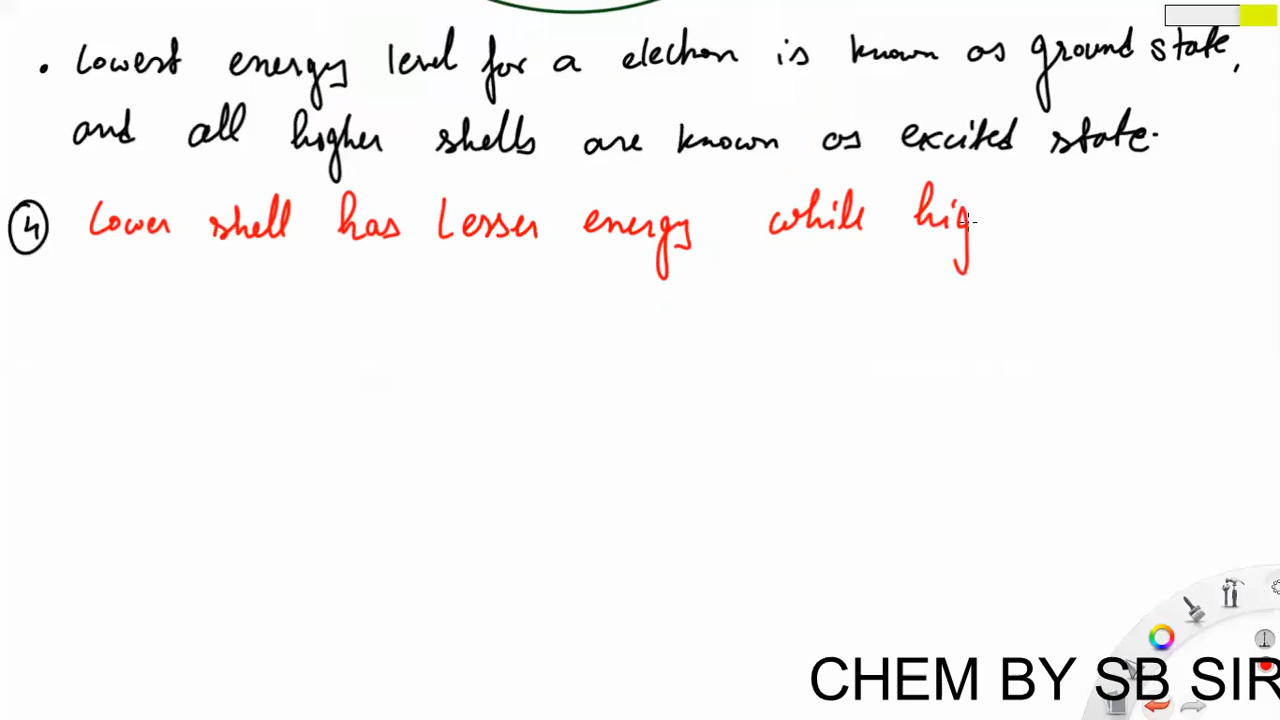 • Lowest energy level for a electron is known as ground state,
and all higher shells are known as excited state.
④ Lower shell has Lesser energy while hig
CHEM BY SB SIR